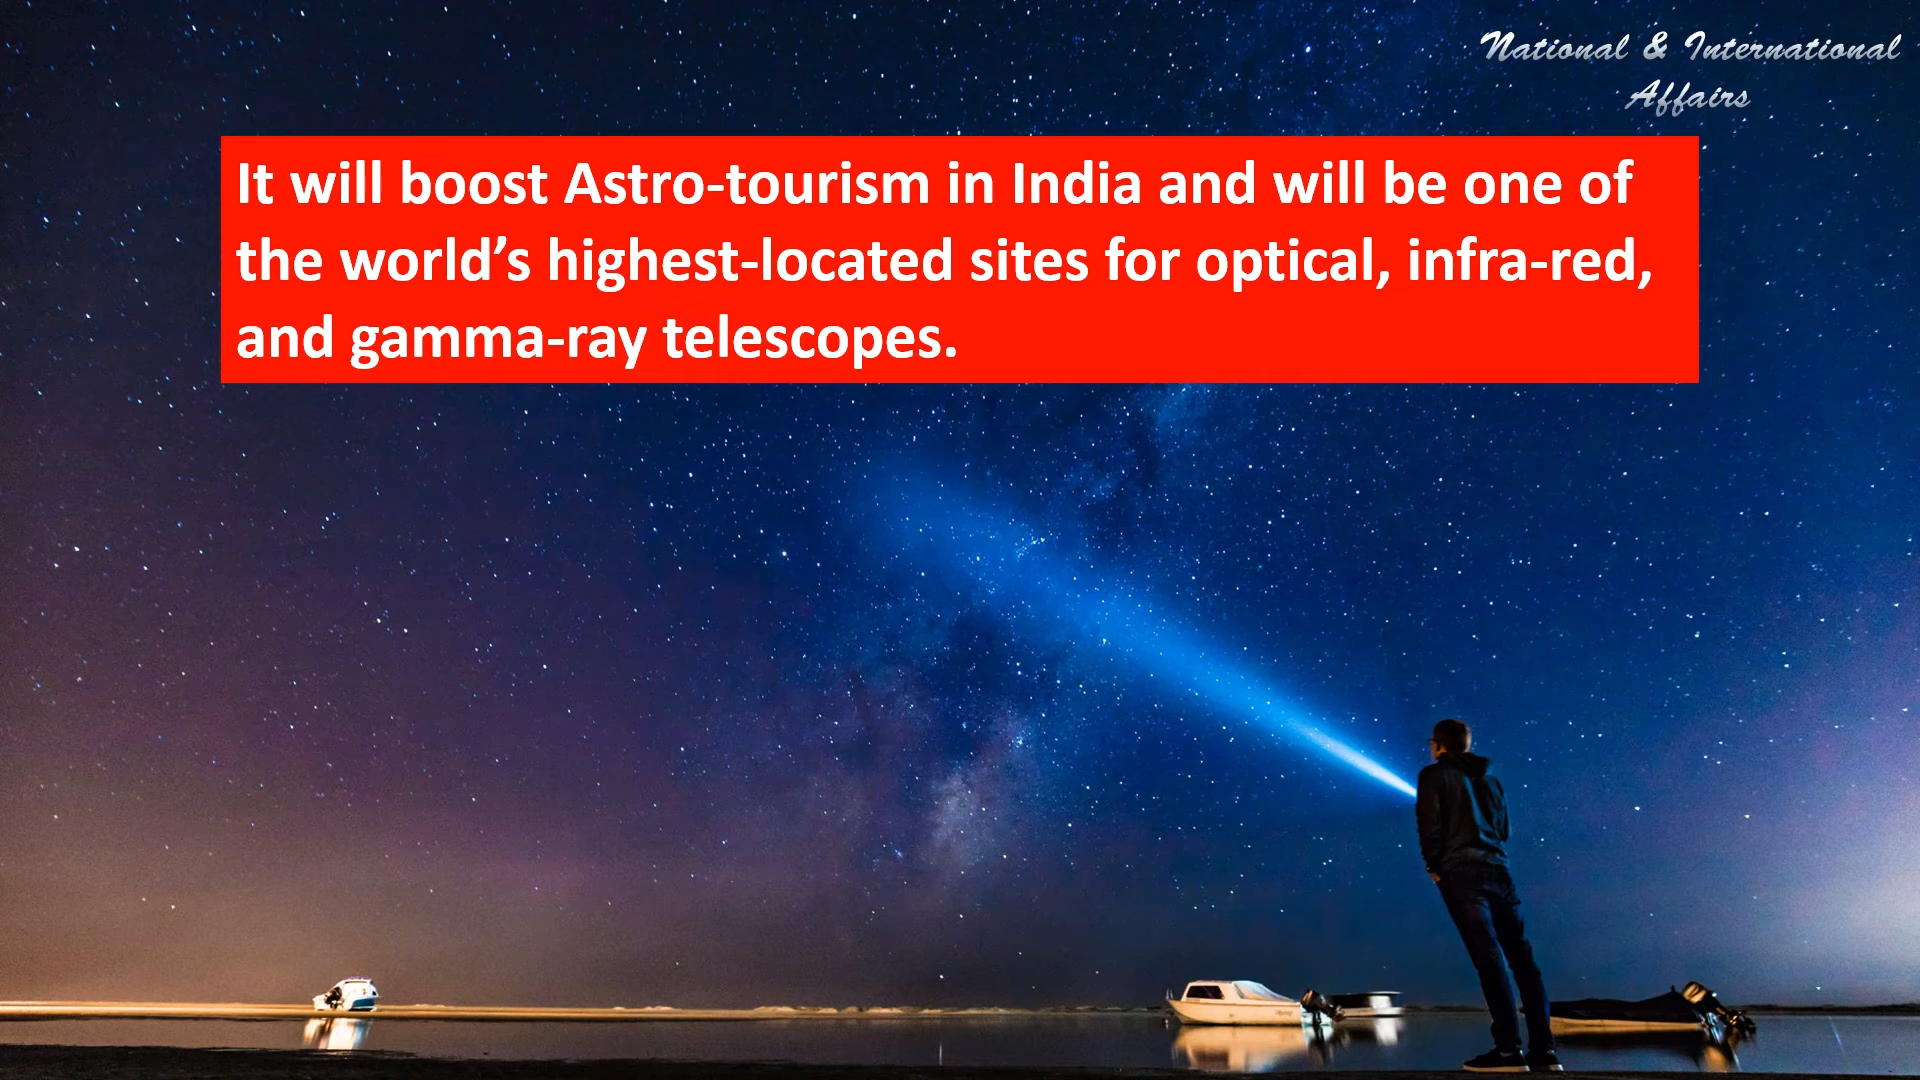 National & International
Affairs
It will boost Astro-tourism in India and will be one of
the world’s highest-located sites for optical, infra-red,
and gamma-ray telescopes.